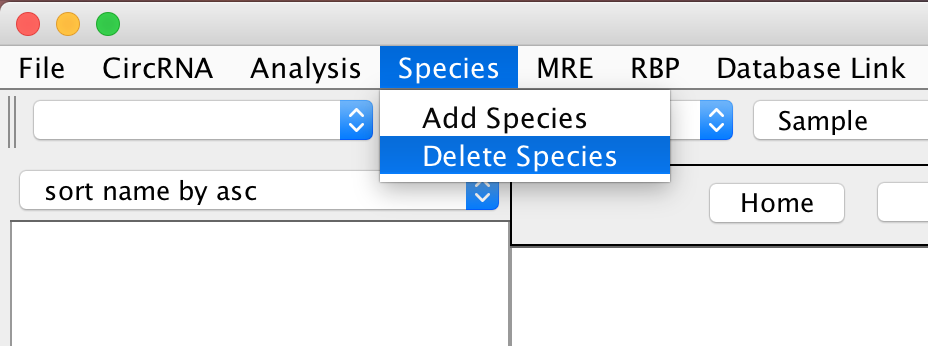 File CircRNA Analysis Species MRE RBP Database Link
Add Species
Sample
Delete Species
sort name by asc
Home